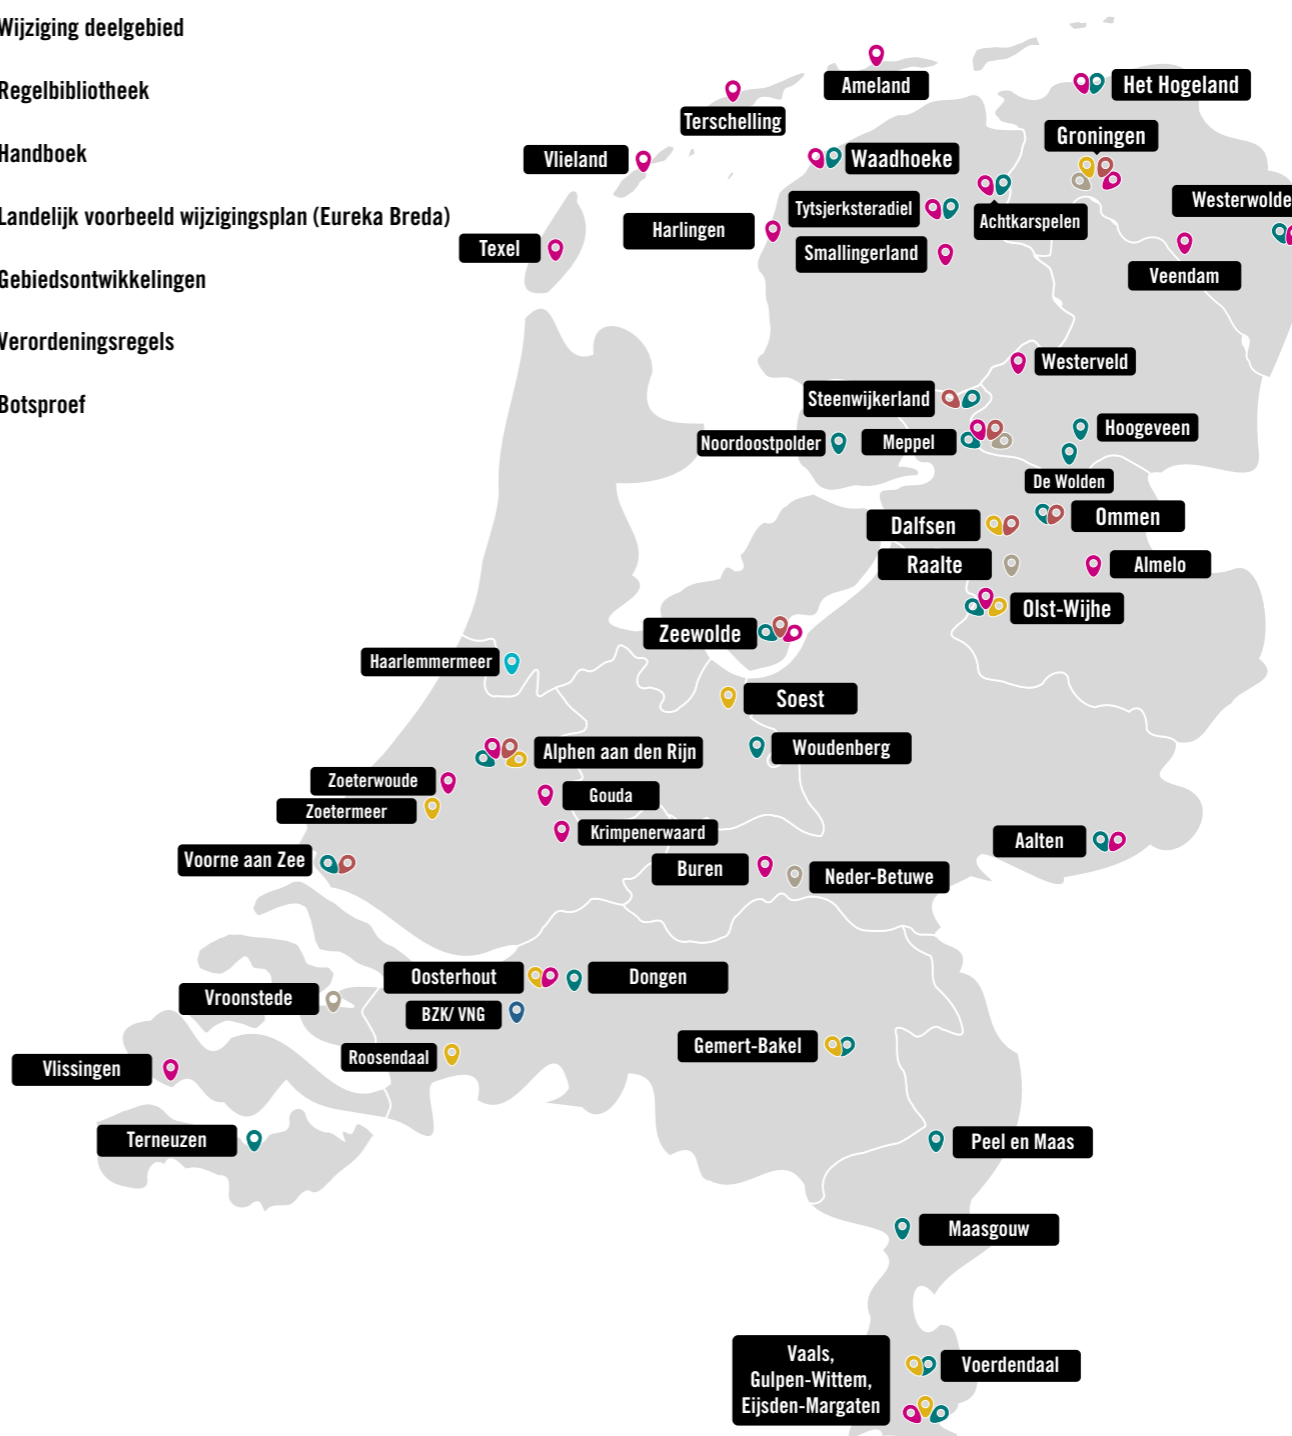 Wijziging deelgebied
Regelbibliotheek
Handboek
Landelijk voorbeeld wijzigingsplan (Eureka Breda)
Gebiedsontwikkelingen
Verordeningsregels
Botsproef
Ameland
Het Hogeland
Terschelling
Groningen
Vlieland
Waadhoeke
Westerwolde
Tytsjerksteradiel
Achtkarspelen
Harlingen
Texel
Smallingerland
Veendam
Westerveld
Steenwijkerland
Hoogeveen
Noordoostpolder
Meppel
De Wolden
Dalfsen
Ommen
Raalte
Almelo
Olst-Wijhe
Zeewolde
Haarlemmermeer
Soest
Alphen aan den Rijn
Woudenberg
Zoeterwoude
Gouda
Zoetermeer
Krimpenerwaard
Aalten
Voorne aan Zee
Buren
Neder-Betuwe
Oosterhout
Dongen
Vroonstede
BZK/ VNG
Gemert-Bakel
Roosendaal
Vlissingen
Terneuzen
Peel en Maas
Maasgouw
Vaals,
Gulpen-Wittem,
Eijsden-Margaten
Voerdendaal